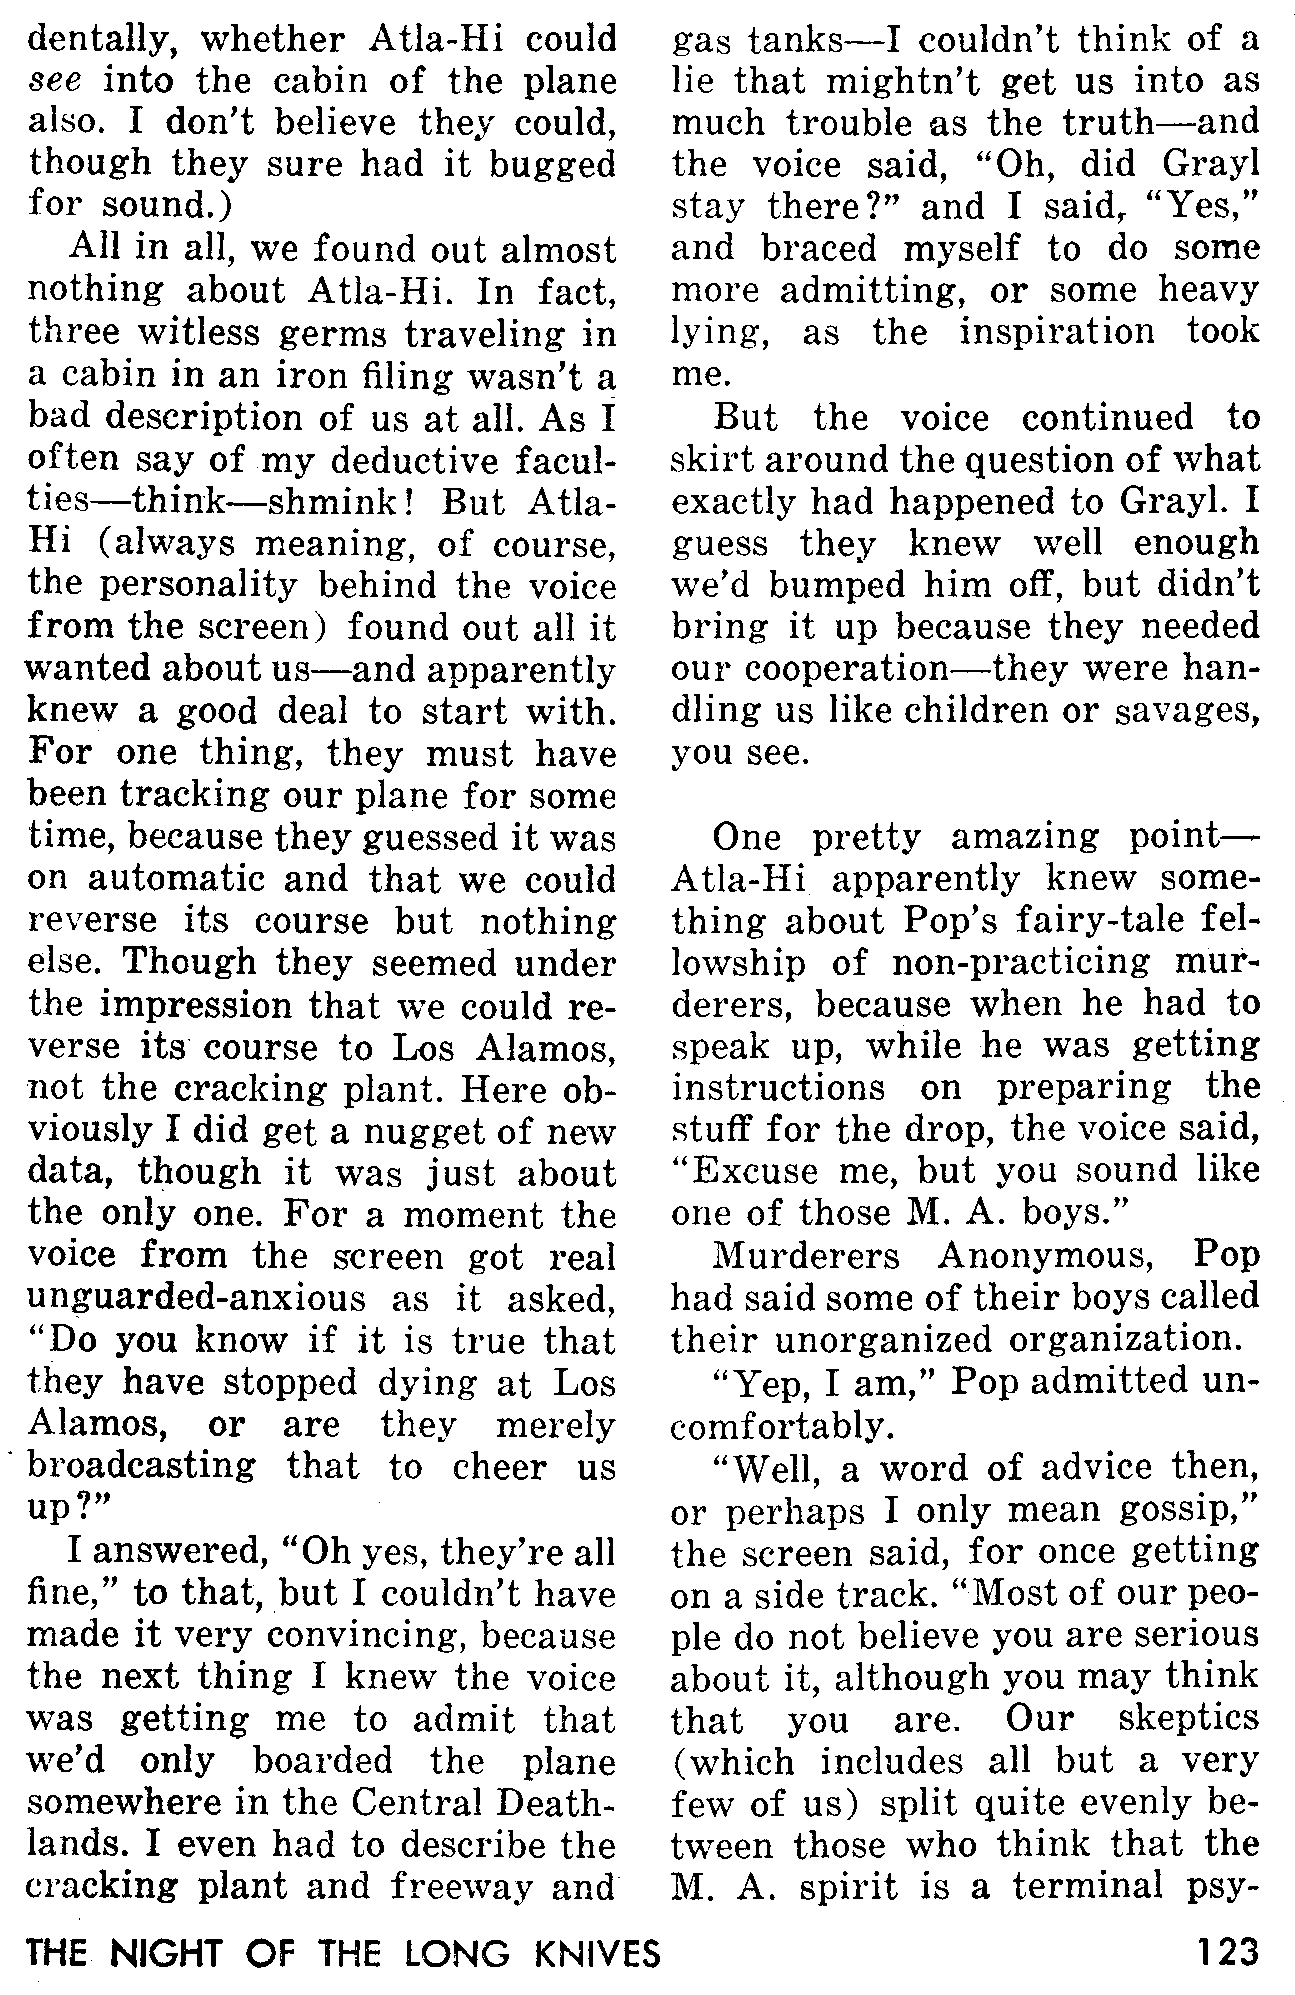 dentally, whether Atla-Hi could
see into the cabin of the plane
also. I don't believe they could,
though they sure had it bugged
for sound.)
All in all, we found out almost
nothing about Atla-Hi. In fact,
three witless germs traveling in
a cabin in an iron filing wasn't a
bad description of us at all. As I
often say of my deductive facul-
ties—think—shmink! But Atla-
Hi (always meaning, of course,
the personality behind the voice
from the screen) found out all it
wanted about us—and apparently
knew a good deal to start with.
For one thing, they must have
been tracking our plane for some
time, because they guessed it was
on automatic and that we could
reverse its course but nothing
else. Though they seemed under
the impression that we could re-
verse its course to Los Alamos,
not the cracking plant. Here ob-
viously I did get a nugget of new
data, though it was just about
the only one. For a moment the
voice from the screen got real
unguarded-anxious as it asked,
“Do you know if it is true that
they have stopped dying at Los
Alamos, or are they merely
broadcasting that to cheer us
up?”
I answered, “Oh yes, they're all
fine,” to that, but I couldn't have
made it very convincing, because
the next thing I knew the voice
was getting me to admit that
we'd only boarded the plane
somewhere in the Central Death-
lands. I even had to describe the
cracking plant and freeway and
gas tanks—I couldn't think of a
lie that mightn't get us into as
much trouble as the truth—and
the voice said, “Oh, did Grayl
stay there?” and I said, “Yes,”
and braced myself to do some
more admitting, or some heavy
lying, as the inspiration took
me.
But the voice continued to
skirt around the question of what
exactly had happened to Grayl. I
guess they knew well enough
we'd bumped him off, but didn't
bring it up because they needed
our cooperation—they were han-
dling us like children or savages,
you see.
One pretty amazing point—
Atla-Hi apparently knew some-
thing about Pop's fairy-tale fel-
lowship of non-practicing mur-
derers, because when he had to
speak up, while he was getting
instructions on preparing the
stuff for the drop, the voice said,
“Excuse me, but you sound like
one of those M. A. boys.”
Murderers Anonymous, Pop
had said some of their boys called
their unorganized organization.
“Yep, I am,” Pop admitted un-
comfortably.
“Well, a word of advice then,
or perhaps I only mean gossip,”
the screen said, for once getting
on a side track. “Most of our peo-
ple do not believe you are serious
about it, although you may think
that you are. Our skeptics
(which includes all but a very
few of us) split quite evenly be-
tween those who think that the
M. A. spirit is a terminal psy-
THE NIGHT OF THE LONG KNIVES 123